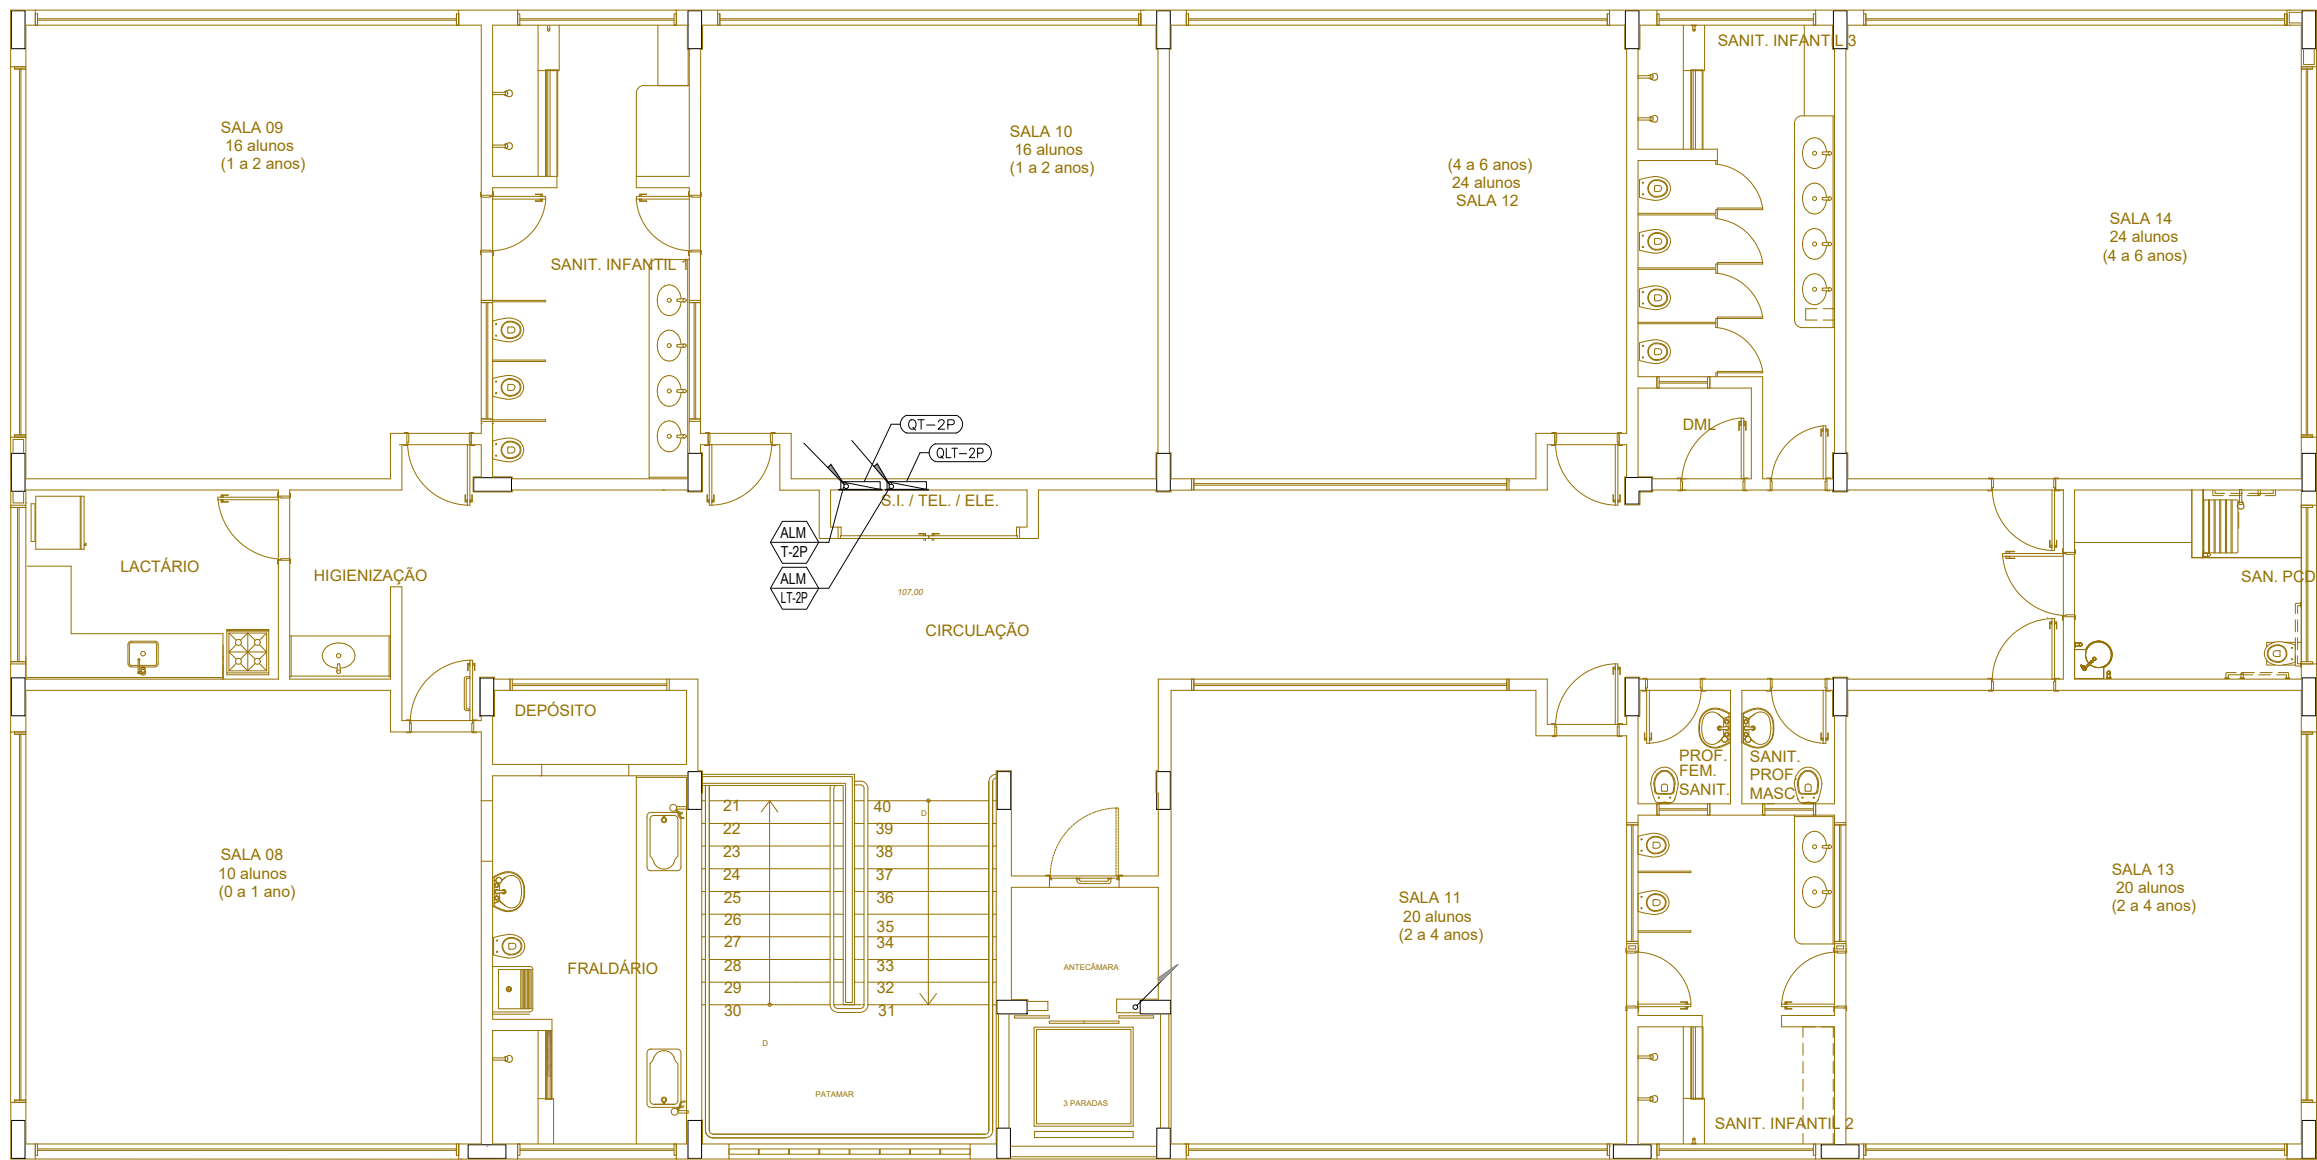 SANIT. INFANTIL 3
SALA 09
16 alunos
(1 a 2 anos)
SALA 10
16 alunos
(1 a 2 anos)
(4 a 6 anos)
24 alunos
SALA 12
SALA 14
24 alunos
(4 a 6 anos)
SANIT. INFANTIL 1
QT-2P
QLT-2P
DML
S.I. / TEL. / ELE.
ALM
T-2P
ALM
LT-2P
LACTÁRIO
HIGIENIZAÇÃO
107,00
CIRCULAÇÃO
SAN. PCD
DEPÓSITO
PROF.
FEM.
SANIT.
SANIT.
PROF.
MASC
21
22
23
24
25
26
27
28
29
30
40
39
38
37
36
35
34
33
32
31
D
D
SALA 08
10 alunos
(0 a 1 ano)
SALA 11
20 alunos
(2 a 4 anos)
SALA 13
20 alunos
(2 a 4 anos)
FRALDÁRIO
ANTECÂMARA
PATAMAR
3 PARADAS
SANIT. INFANTIL 2